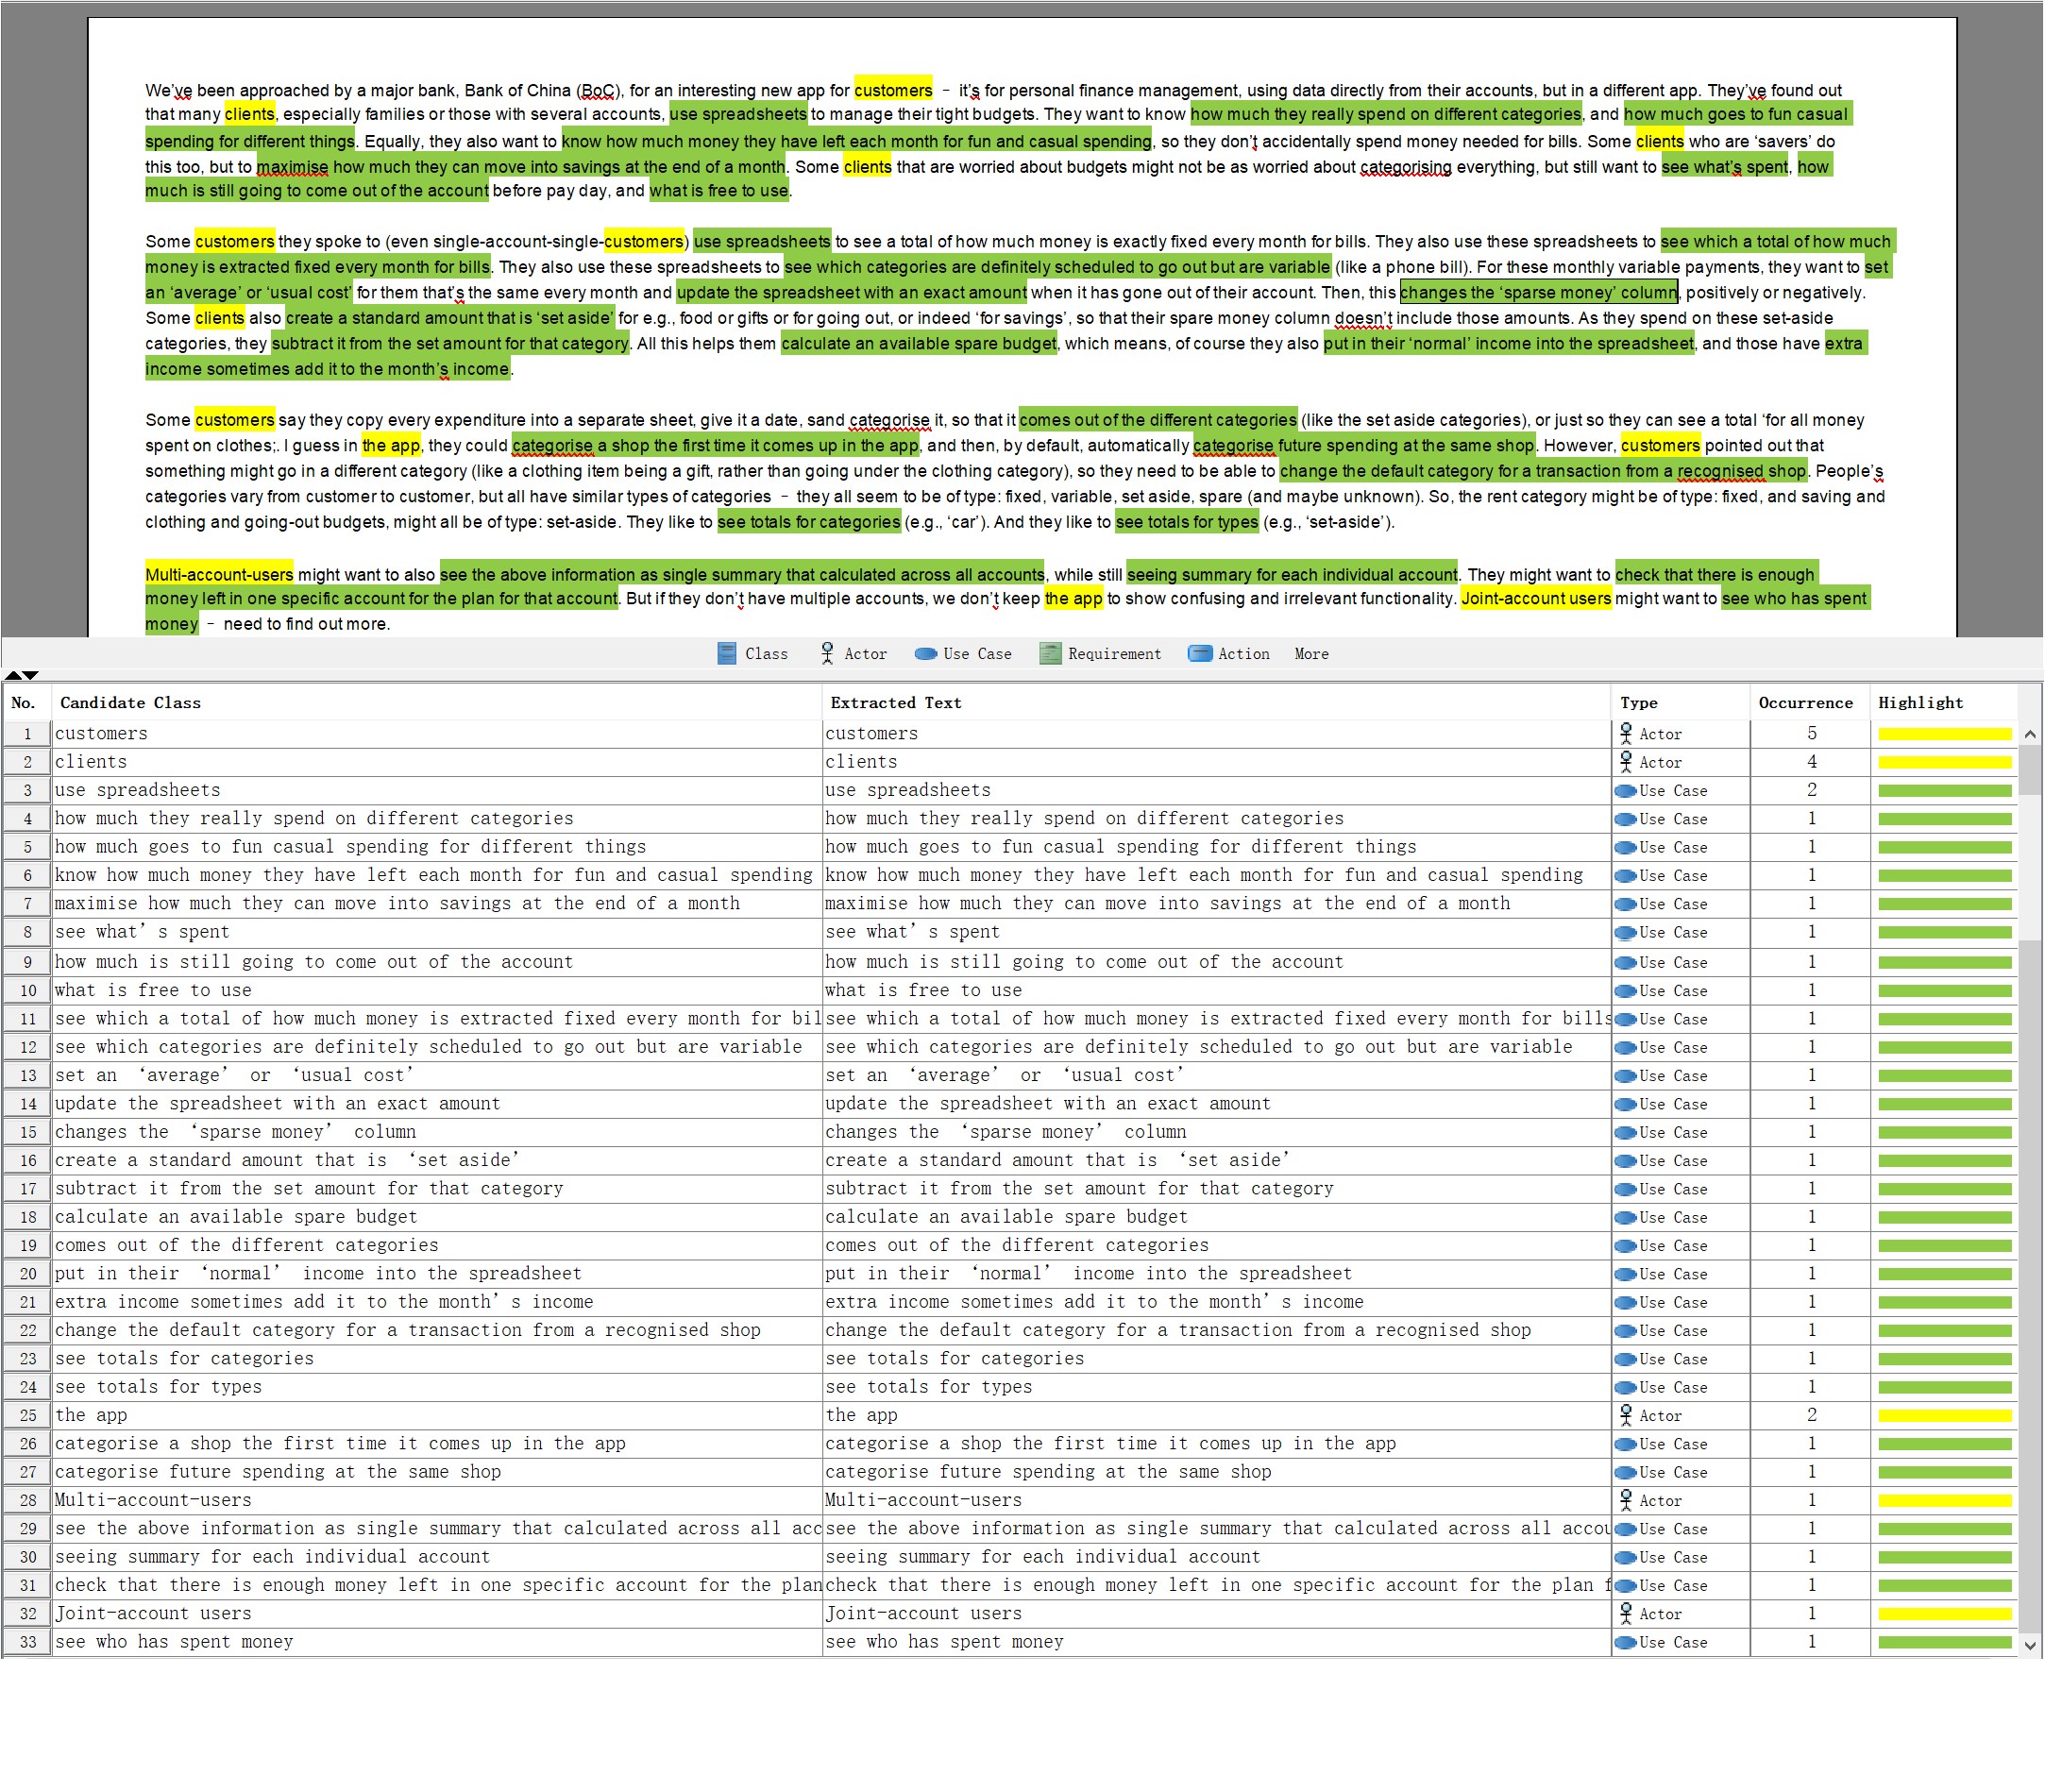 We've been approached by a major bank, Bank of China (BoC), for an interesting new app for customers – it's for personal finance management, using data directly from their accounts, but in a different app. They've found out
that many clients, especially families or those with several accounts, use spreadsheets to manage their tight budgets. They want to know how much they really spend on different categories, and how much goes to fun casual
spending for different things. Equally, they also want to know how much money they have left each month for fun and casual spending, so they don't accidentally spend money needed for bills. Some clients who are 'savers' do
this too, but to maximise how much they can move into savings at the end of a month. Some clients that are worried about budgets might not be as worried about categorising everything, but still want to see what's spent, how
much is still going to come out of the account before pay day, and what is free to use.
Some customers they spoke to (even single-account-single-customers) use spreadsheets to see a total of how much money is exactly fixed every month for bills. They also use these spreadsheets to see which a total of how much
money is extracted fixed every month for bills. They also use these spreadsheets to see which categories are definitely scheduled to go out but are variable (like a phone bill). For these monthly variable payments, they want to set
an 'average' or 'usual cost' for them that's the same every month and update the spreadsheet with an exact amount when it has gone out of their account. Then, this changes the 'sparse money' column, positively or negatively.
Some clients also create a standard amount that is 'set aside' for e.g., food or gifts or for going out, or indeed 'for savings', so that their spare money column doesn't include those amounts. As they spend on these set-aside
categories, they subtract it from the set amount for that category. All this helps them calculate an available spare budget, which means, of course they also put in their 'normal' income into the spreadsheet, and those have extra
income sometimes add it to the month's income.
Some customers say they copy every expenditure into a separate sheet, give it a date, sand categorise it, so that it comes out of the different categories (like the set aside categories), or just so they can see a total 'for all money
spent on clothes;. I guess in the app, they could categorise a shop the first time it comes up in the app, and then, by default, automatically categorise future spending at the same shop. However, customers pointed out that
something might go in a different category (like a clothing item being a gift, rather than going under the clothing category), so they need to be able to change the default category for a transaction from a recognised shop. People's
categories vary from customer to customer, but all have similar types of categories – they all seem to be of type: fixed, variable, set aside, spare (and maybe unknown). So, the rent category might be of type: fixed, and saving and
clothing and going-out budgets, might all be of type: set-aside. They like to see totals for categories (e.g., 'car'). And they like to see totals for types (e.g., 'set-aside').
Multi-account-users might want to also see the above information as single summary that calculated across all accounts, while still seeing summary for each individual account. They might want to check that there is enough
money left in one specific account for the plan for that account. But if they don't have multiple accounts, we don't keep the app to show confusing and irrelevant functionality. Joint-account users might want to see who has spent
money – need to find out more.
Class Actor Use Case Requirement Action More
No. Candidate Class Extracted Text Type Occurrence Highlight
1 customers customers Actor 5
2 clients clients Actor 4
3 use spreadsheets use spreadsheets Use Case 2
4 how much they really spend on different categories how much they really spend on different categories Use Case 1
5 how much goes to fun casual spending for different things how much goes to fun casual spending for different things Use Case 1
6 know how much money they have left each month for fun and casual spending know how much money they have left each month for fun and casual spending Use Case 1
7 maximise how much they can move into savings at the end of a month maximise how much they can move into savings at the end of a month Use Case 1
8 see what's spent see what's spent Use Case 1
9 how much is still going to come out of the account how much is still going to come out of the account Use Case 1
10 what is free to use what is free to use Use Case 1
11 see which a total of how much money is extracted fixed every month for bil see which a total of how much money is extracted fixed every month for bills Use Case 1
12 see which categories are definitely scheduled to go out but are variable see which categories are definitely scheduled to go out but are variable Use Case 1
13 set an 'average' or 'usual cost' set an 'average' or 'usual cost' Use Case 1
14 update the spreadsheet with an exact amount update the spreadsheet with an exact amount Use Case 1
15 changes the 'sparse money' column changes the 'sparse money' column Use Case 1
16 create a standard amount that is 'set aside' create a standard amount that is 'set aside' Use Case 1
17 subtract it from the set amount for that category subtract it from the set amount for that category Use Case 1
18 calculate an available spare budget calculate an available spare budget Use Case 1
19 comes out of the different categories comes out of the different categories Use Case 1
20 put in their 'normal' income into the spreadsheet put in their 'normal' income into the spreadsheet Use Case 1
21 extra income sometimes add it to the month's income extra income sometimes add it to the month's income Use Case 1
22 change the default category for a transaction from a recognised shop change the default category for a transaction from a recognised shop Use Case 1
23 see totals for categories see totals for categories Use Case 1
24 see totals for types see totals for types Use Case 1
25 the app the app Actor 2
26 categorise a shop the first time it comes up in the app categorise a shop the first time it comes up in the app Use Case 1
27 categorise future spending at the same shop categorise future spending at the same shop Use Case 1
28 Multi-account-users Multi-account-users Actor 1
29 see the above information as single summary that calculated across all acc see the above information as single summary that calculated across all accou Use Case 1
30 seeing summary for each individual account seeing summary for each individual account Use Case 1
31 check that there is enough money left in one specific account for the plan check that there is enough money left in one specific account for the plan f Use Case 1
32 Joint-account users Joint-account users Actor 1
33 see who has spent money see who has spent money Use Case 1